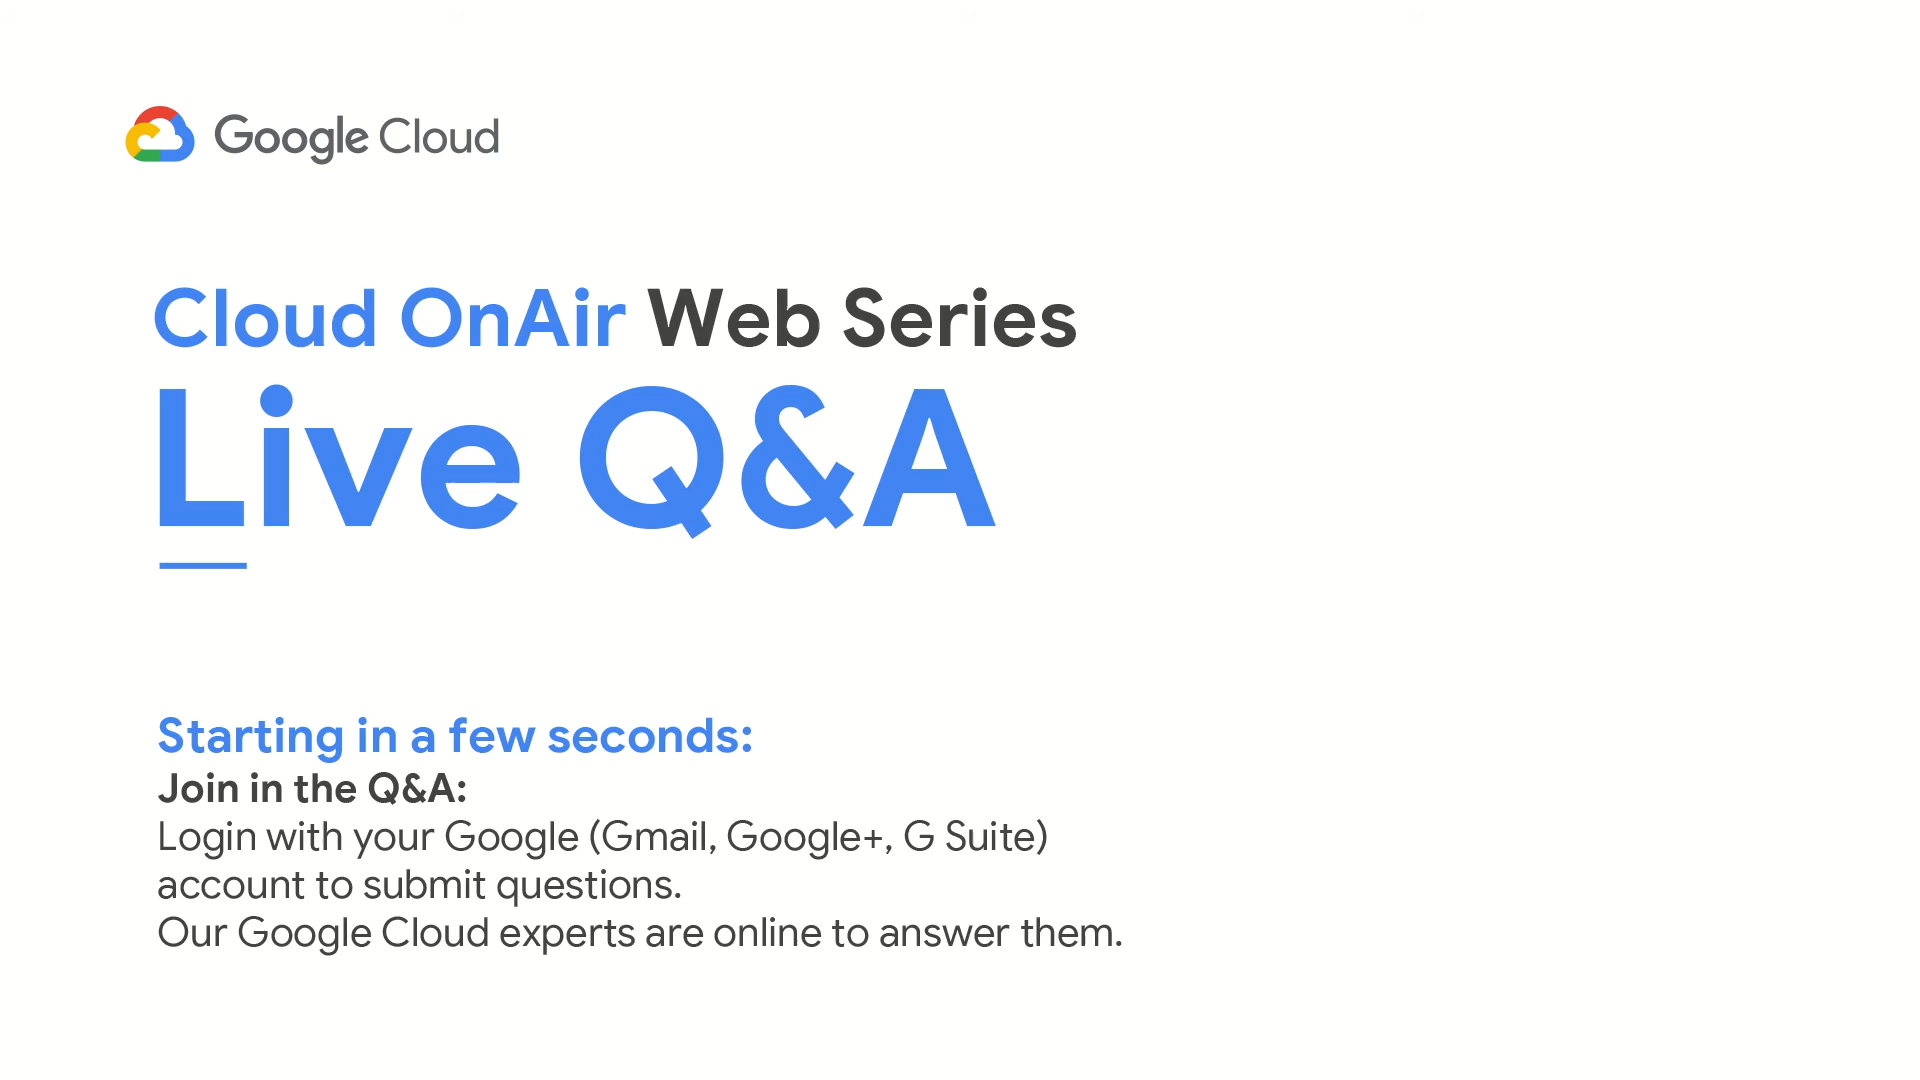 Google Cloud
Cloud OnAir Web Series
Live Q&A
Starting in a few seconds:
Join in the Q&A:
Login with your Google (Gmail, Google+, G Suite)
account to submit questions.
Our Google Cloud experts are online to answer them.